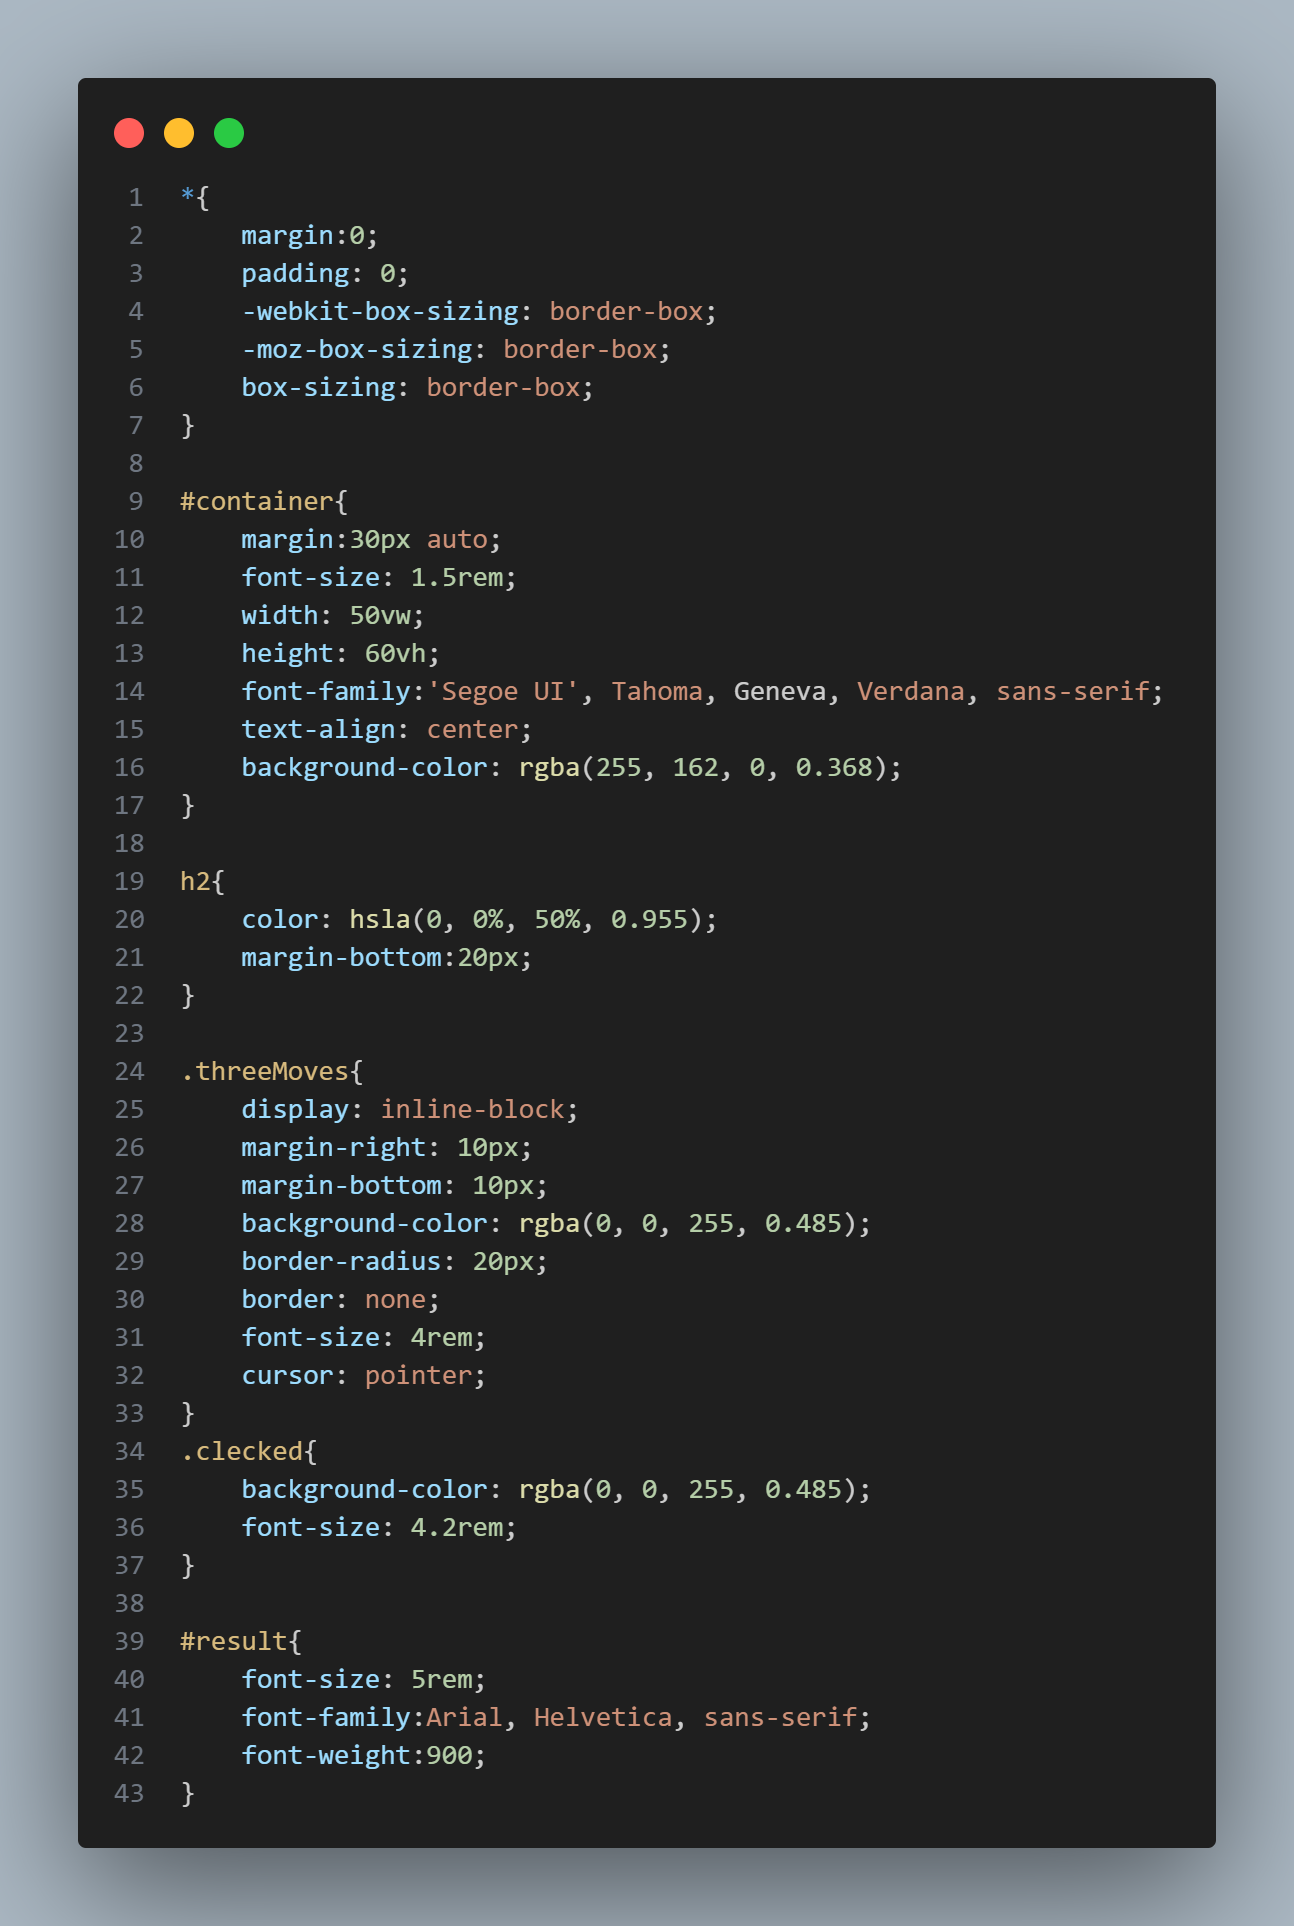 1 *{
2     margin:0;
3     padding: 0;
4     -webkit-box-sizing: border-box;
5     -moz-box-sizing: border-box;
6     box-sizing: border-box;
7 }
8
9 #container{
10     margin:30px auto;
11     font-size: 1.5rem;
12     width: 50vw;
13     height: 60vh;
14     font-family:'Segoe UI', Tahoma, Geneva, Verdana, sans-serif;
15     text-align: center;
16     background-color: rgba(255, 162, 0, 0.368);
17 }
18
19 h2{
20     color: hsla(0, 0%, 50%, 0.955);
21     margin-bottom:20px;
22 }
23
24 .threeMoves{
25     display: inline-block;
26     margin-right: 10px;
27     margin-bottom: 10px;
28     background-color: rgba(0, 0, 255, 0.485);
29     border-radius: 20px;
30     border: none;
31     font-size: 4rem;
32     cursor: pointer;
33 }
34 .clecked{
35     background-color: rgba(0, 0, 255, 0.485);
36     font-size: 4.2rem;
37 }
38
39 #result{
40     font-size: 5rem;
41     font-family:Arial, Helvetica, sans-serif;
42     font-weight:900;
43 }